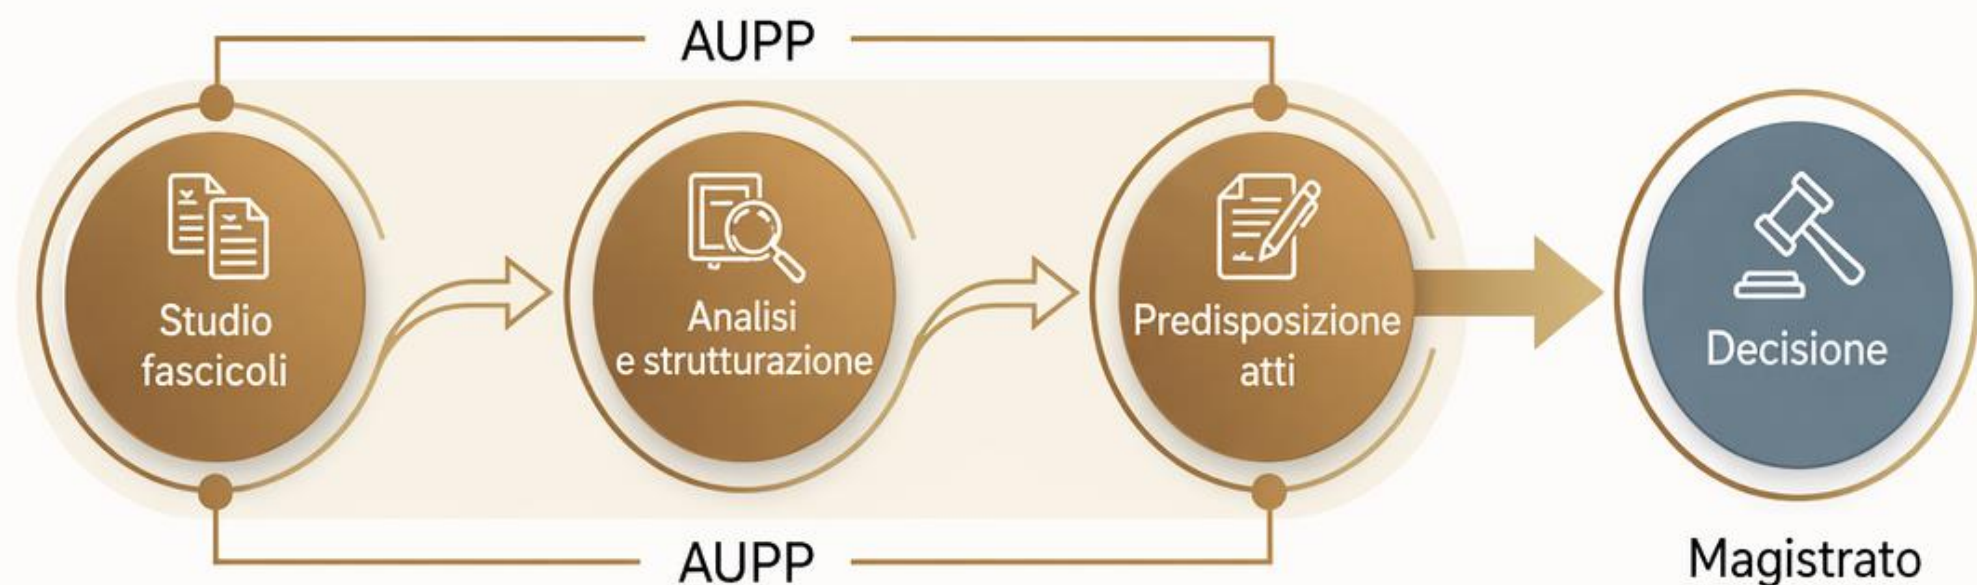 AUPP
Studio
fascicoli
Analisi
e strutturazione
Predisposizione
atti
Decisione
AUPP
Magistrato